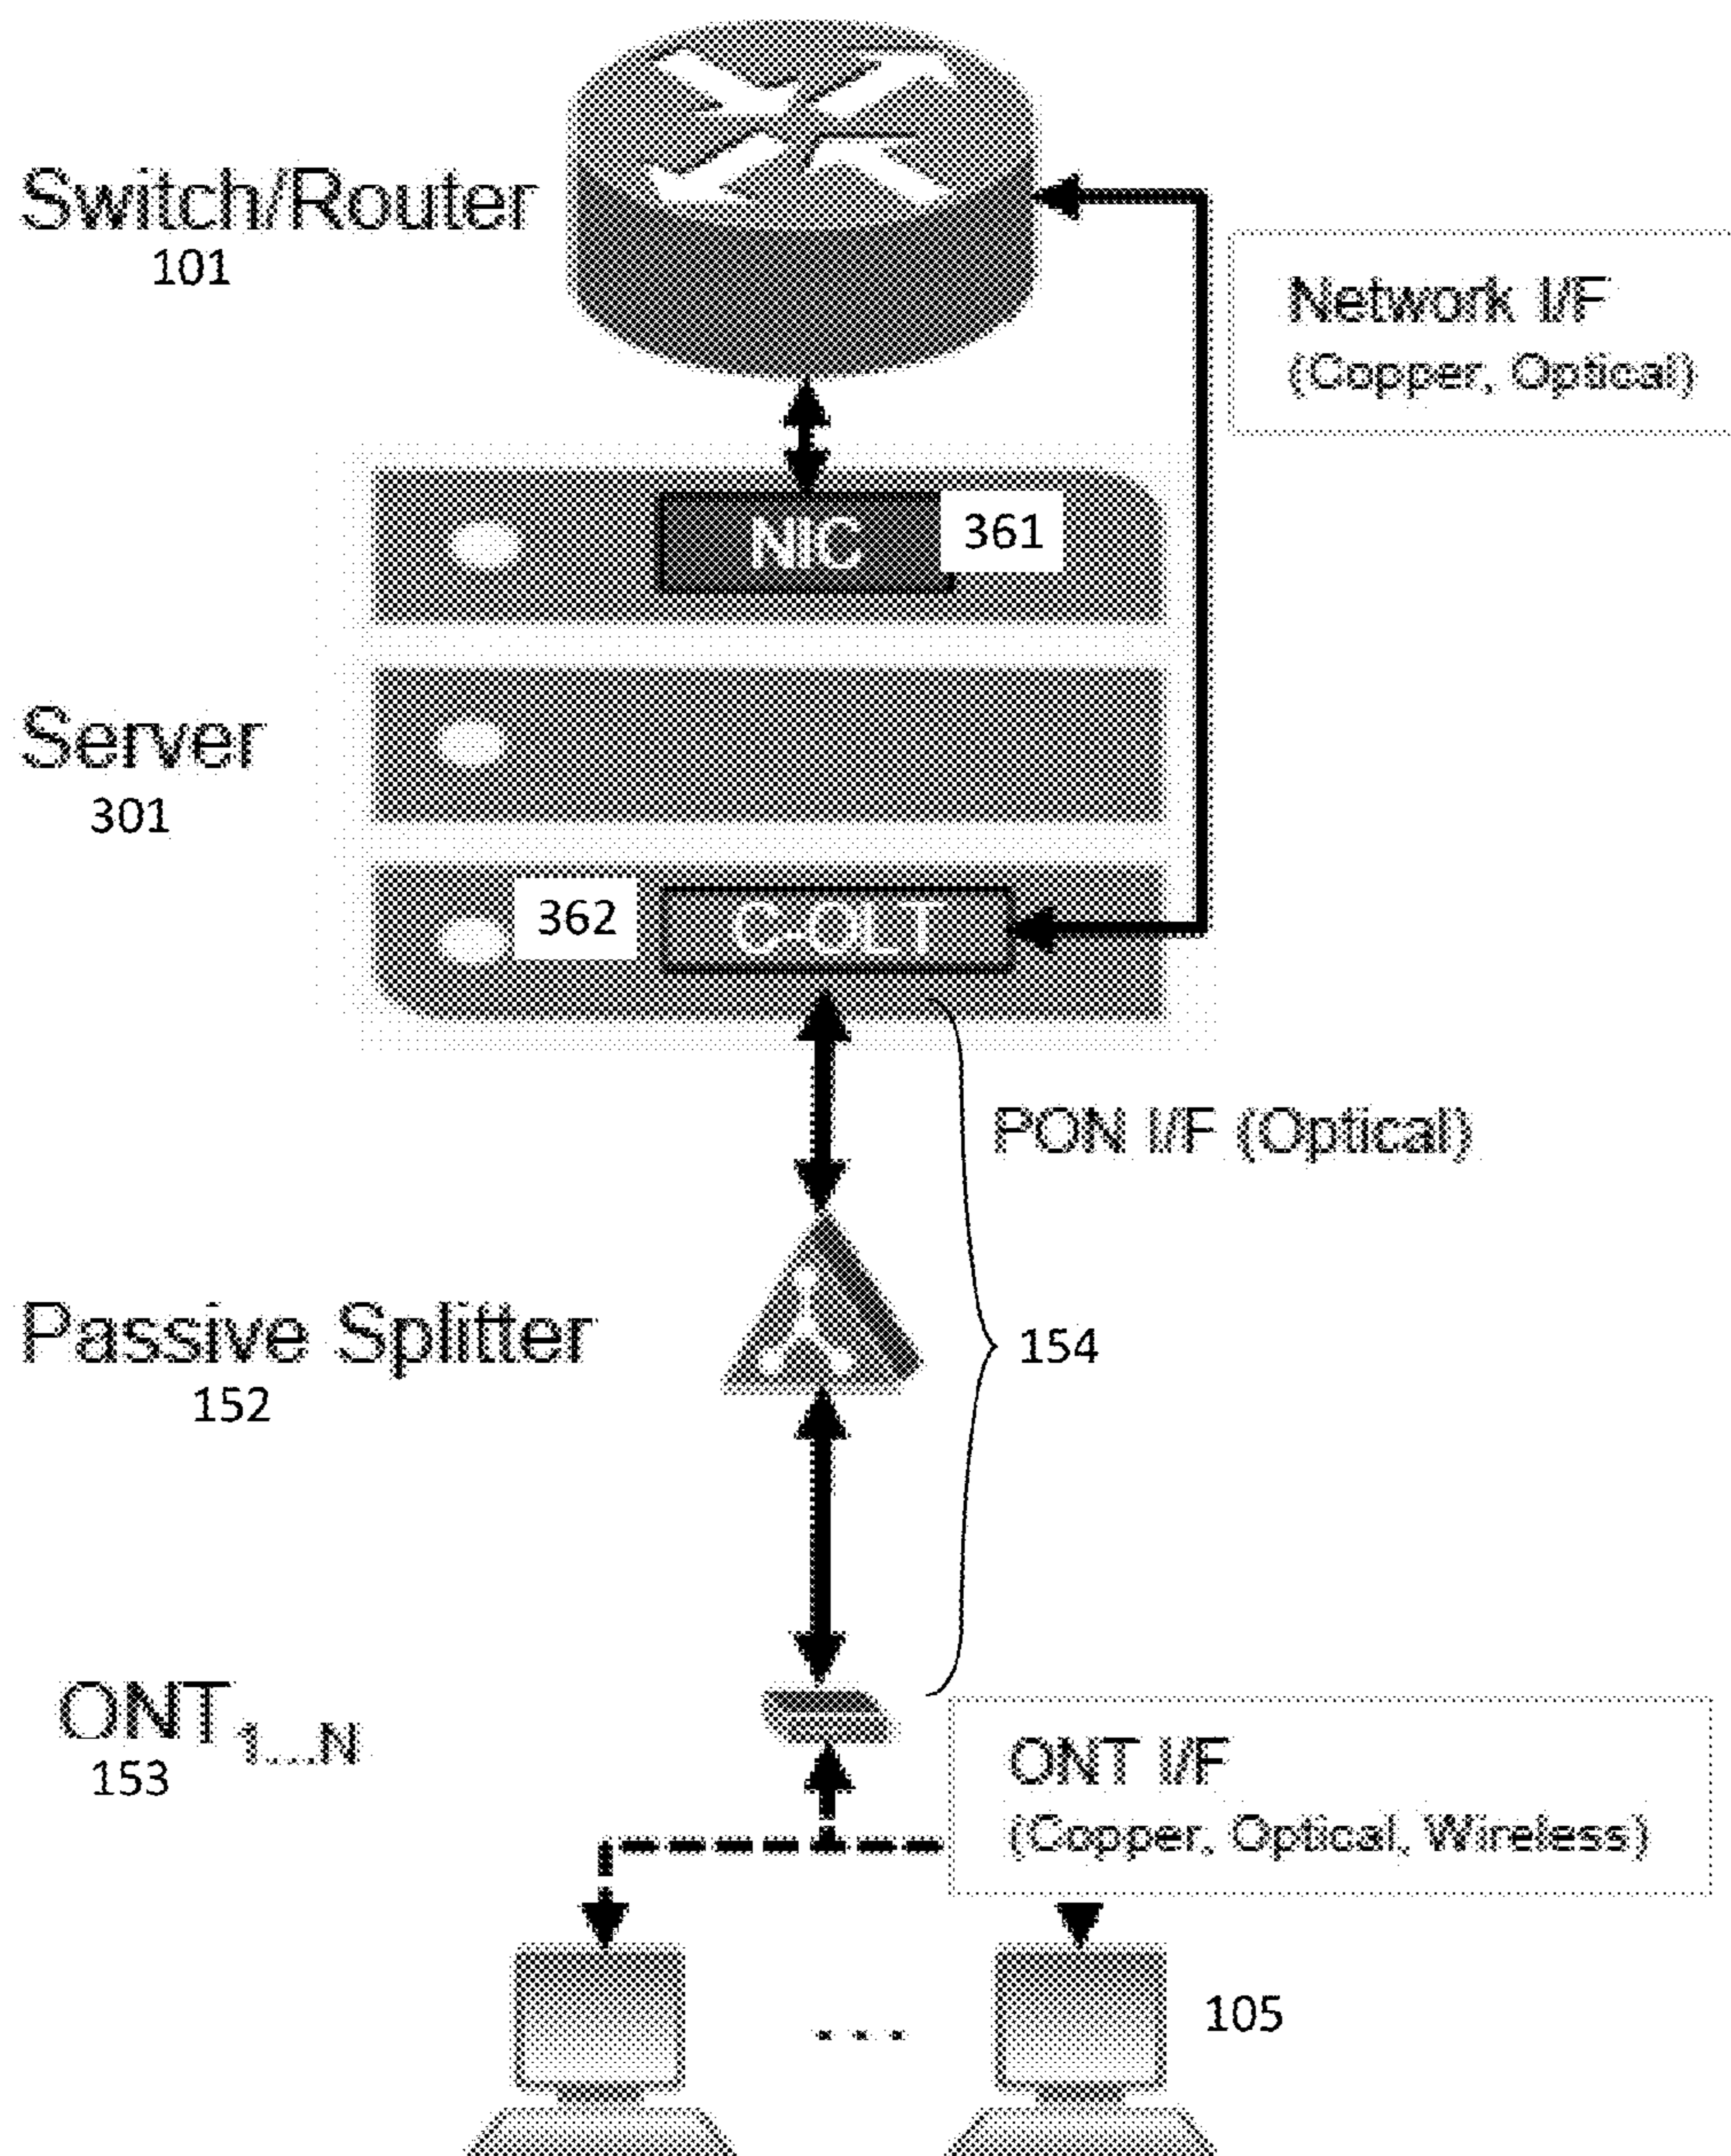 Switch/Router
101
Network I/F
(Copper, Optical)
NIC
361
Server
301
362
C-OLT
PON I/F (Optical)
Passive Splitter
152
154
ONT1...N
153
ONT I/F
(Copper, Optical, Wireless)
...
105